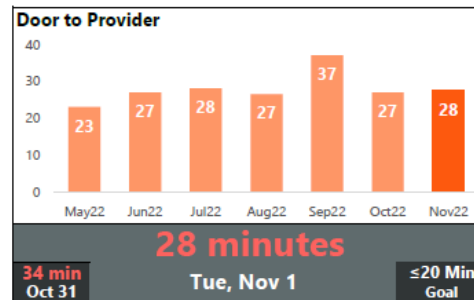 Door to Provider
40
30
20
10
0
23
27
28
27
37
27
28
May22 Jun22 Jul22 Aug22 Sep22 Oct22 Nov22
28 minutes
34 min
Oct 31
Tue, Nov 1
≤20 Min
Goal